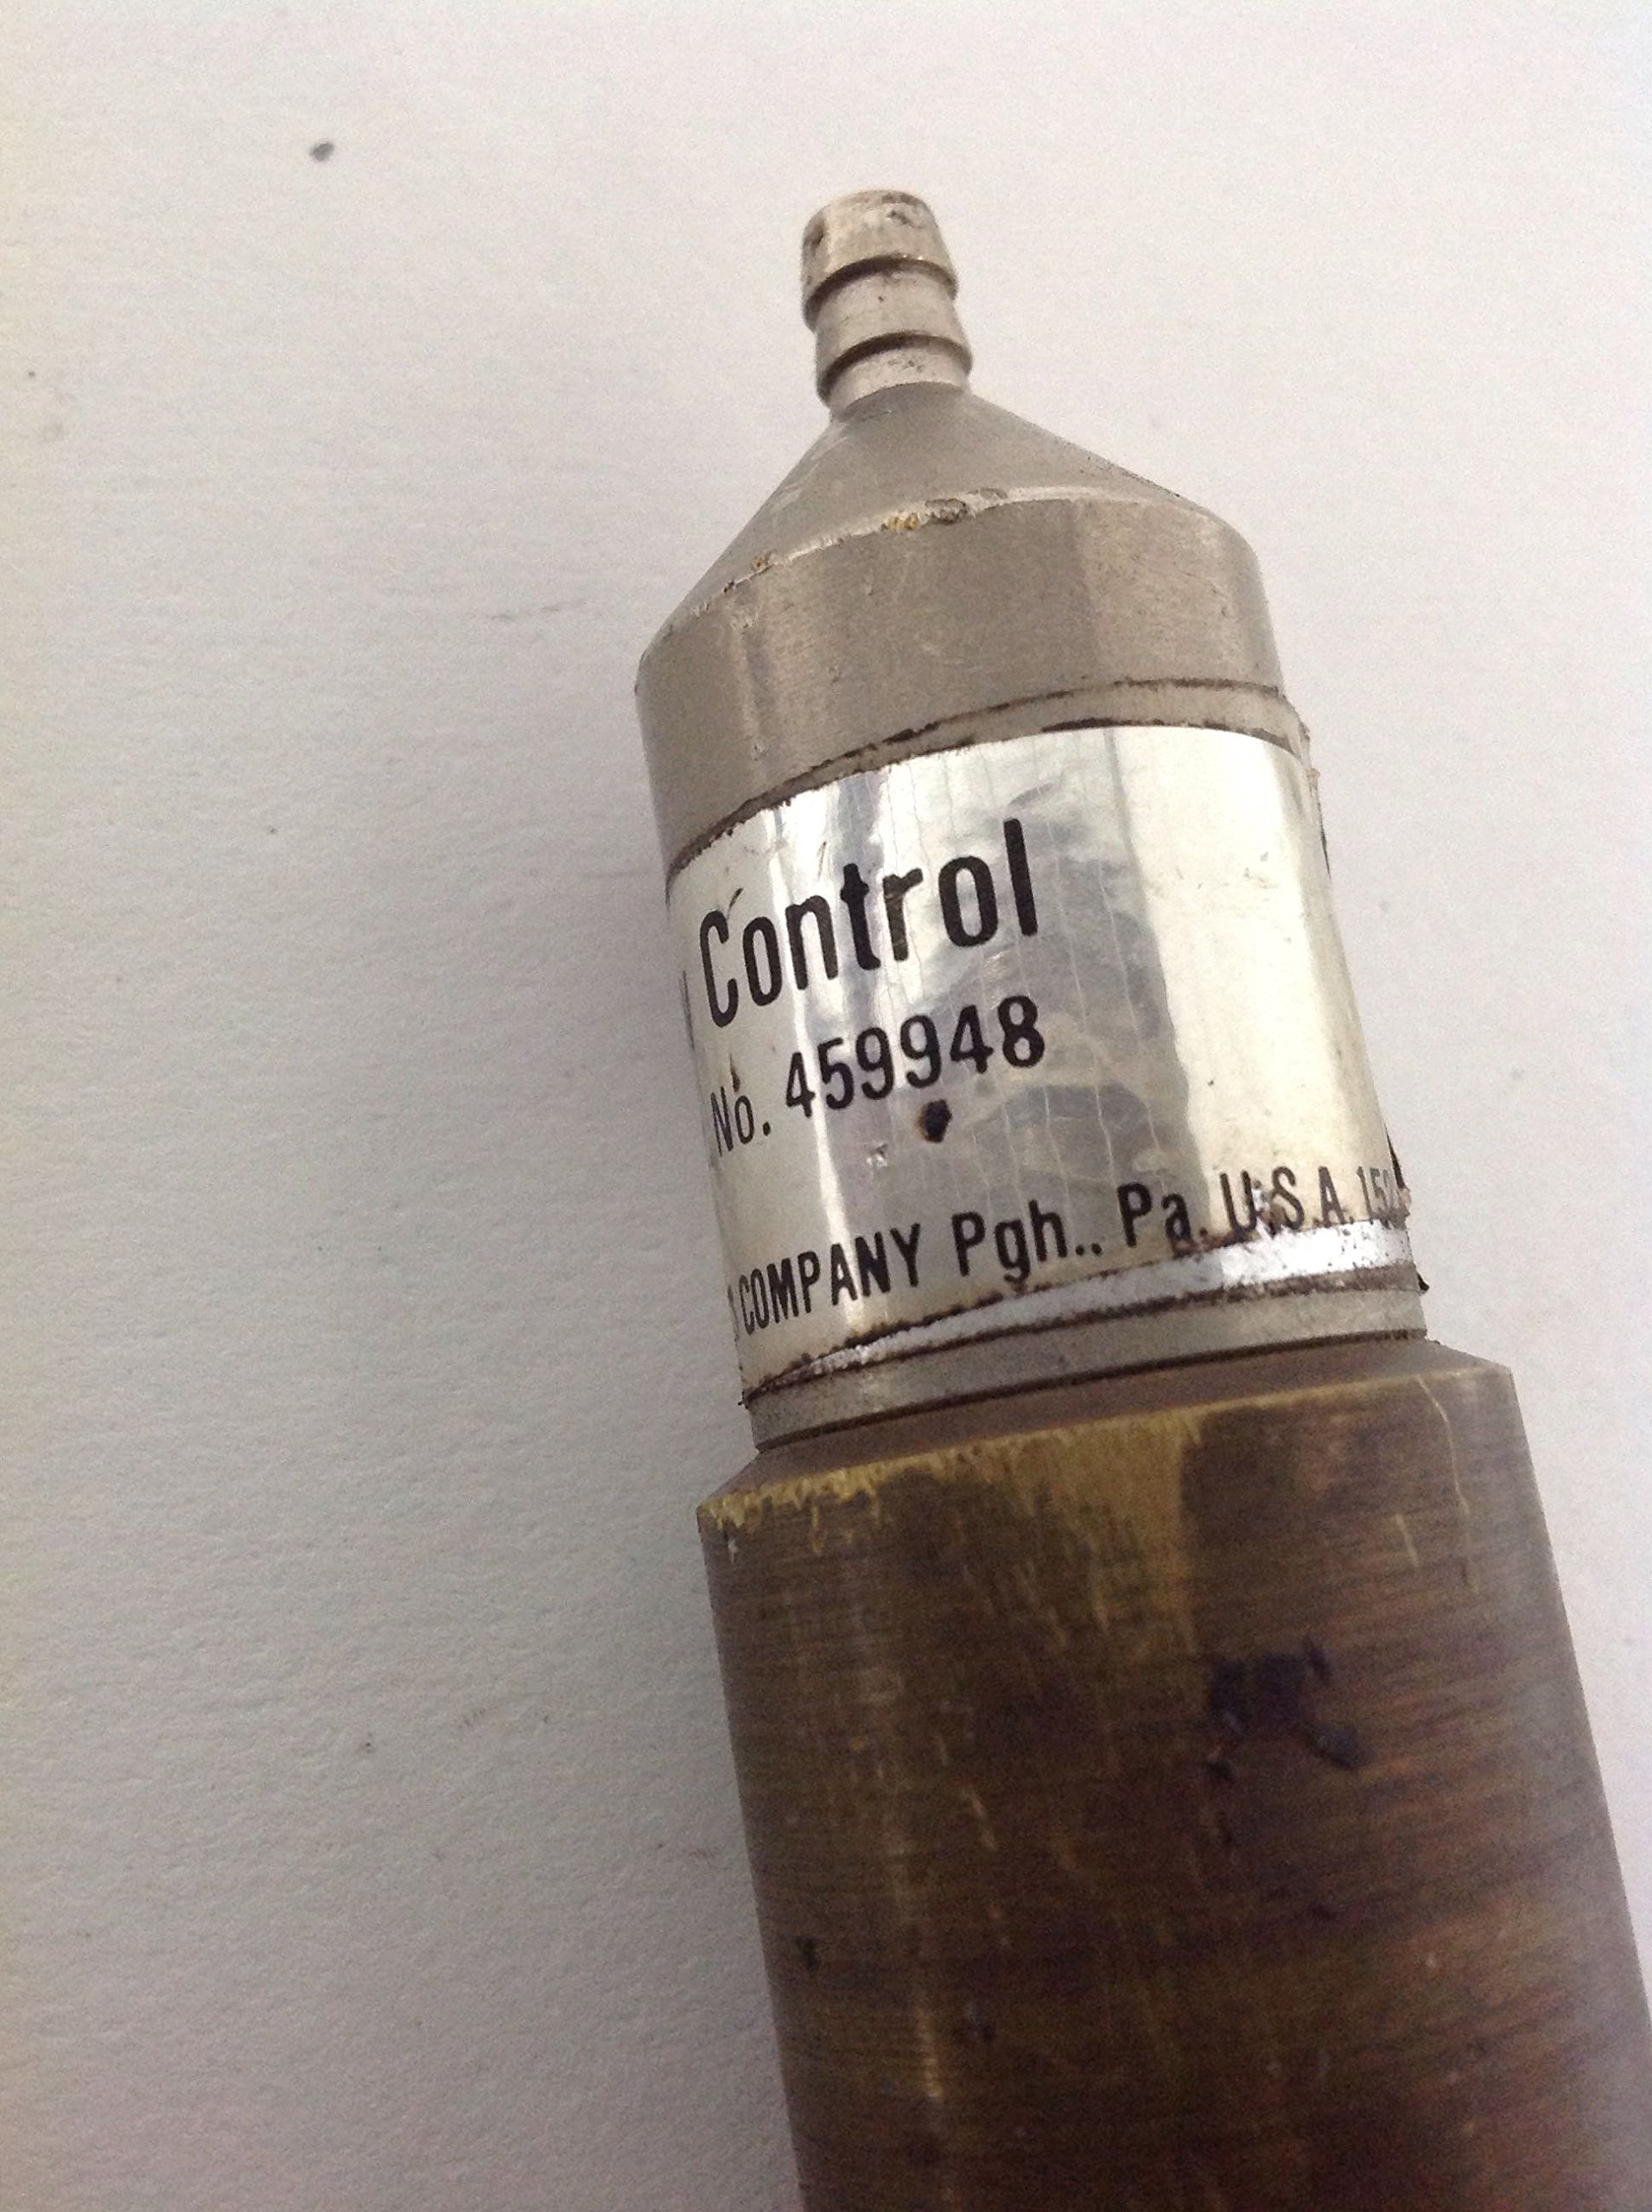 Control
No. 459948
COMPANY Pgh.. Pa. U.S.A.